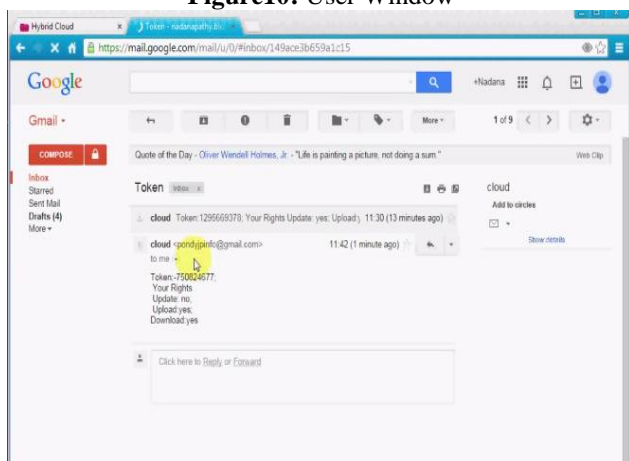 Figure10: User Window
Hybrid Cloud
Token - nadanapathy.bi
https://mail.google.com/mail/u/0/#inbox/149ace3b659a1c15
Google
+Nadana
Gmail
More
1 of 9
COMPOSE
Quote of the Day - Oliver Wendell Holmes, Jr. - "Life is painting a picture, not doing a sum."
Web Clip
Inbox
Starred
Sent Mail
Drafts (4)
More
Token
Inbox x
cloud
Add to circles
Show details
cloud Token:1295669378; Your Rights Update: yes; Upload:y 11:30 (13 minutes ago)
cloud <pondyjpinfo@gmail.com> 11:42 (1 minute ago)
to me
Token:-750824677;
Your Rights
Update: no;
Upload:yes;
Download:yes
Click here to Reply or Forward